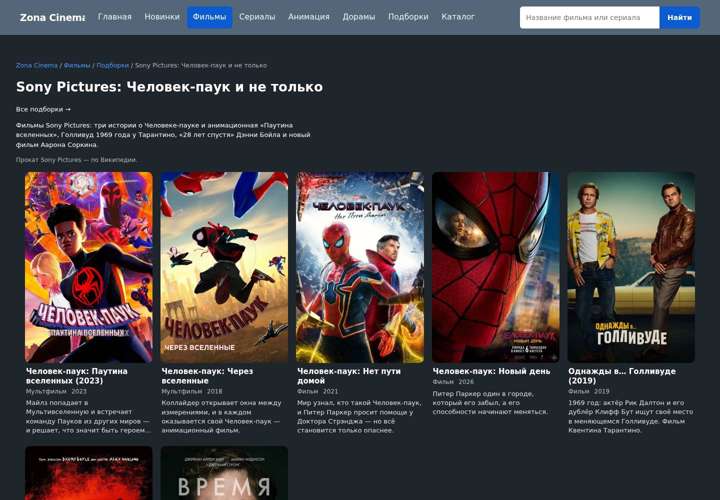 Zona Cinema
Главная
Новинки
Фильмы
Сериалы
Анимация
Дорамы
Подборки
Каталог
Название фильма или сериала
Найти
Zona Cinema / Фильмы / Подборки / Sony Pictures: Человек-паук и не только
Sony Pictures: Человек-паук и не только
Все подборки →
Фильмы Sony Pictures: три истории о Человеке-пауке и анимационная «Паутина
вселенных», Голливуд 1969 года у Тарантино, «28 лет спустя» Дэнни Бойла и новый
фильм Аарона Соркина.
Прокат Sony Pictures — по Википедии.
ЧЕЛОВЕК-ПАУК
ПАУТИНА ВСЕЛЕННЫХ
ЧЕЛОВЕК-ПАУК
ЧЕРЕЗ ВСЕЛЕННЫЕ
ЧЕЛОВЕК-ПАУК
Нет Пути Домой
ЧЕЛОВЕК-ПАУК
НОВЫЙ ДЕНЬ
ОДНАЖДЫ В...
ГОЛЛИВУДЕ
Человек-паук: Паутина
вселенных (2023)
Мультфильм 2023
Майлз попадает в
Мультивселенную и встречает
команду Пауков из других миров —
и решает, что значит быть героем...
Человек-паук: Через
вселенные
Мультфильм 2018
Коллайдер открывает окна между
измерениями, и в каждом
оказывается свой Человек-паук —
анимационный фильм.
Человек-паук: Нет пути
домой
Фильм 2021
Мир узнал, кто такой Человек-паук,
и Питер Паркер просит помощи у
Доктора Стрэнджа — но всё
становится только опаснее.
Человек-паук: Новый день
Фильм 2026
Питер Паркер один в городе,
который его забыл, а его
способности начинают меняться.
Однажды в… Голливуде
(2019)
Фильм 2019
1969 год: актёр Рик Далтон и его
дублёр Клифф Бут ищут своё место
в меняющемся Голливуде. Фильм
Квентина Тарантино.
ВРЕМЯ